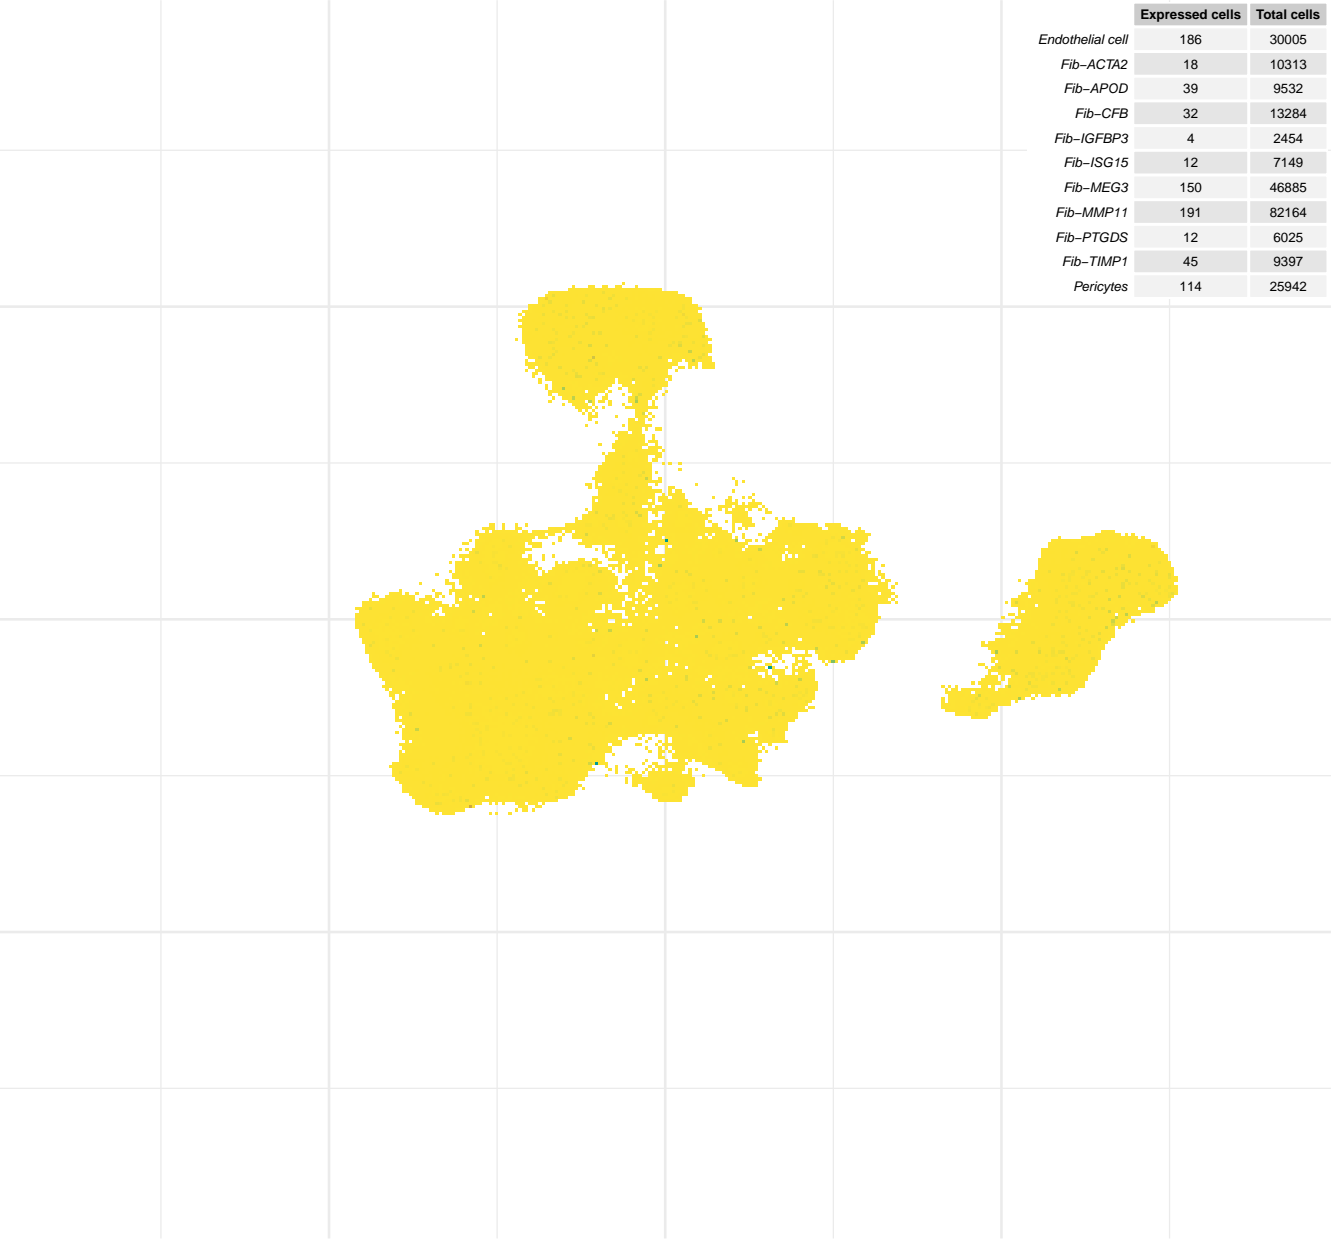 Expressed cells Total cells
Endothelial cell 186 30005
Fib−ACTA2 18 10313
Fib−APOD 39 9532
Fib−CFB 32 13284
Fib−IGFBP3 4 2454
Fib−ISG15 12 7149
Fib−MEG3 150 46885
Fib−MMP11 191 82164
Fib−PTGDS 12 6025
Fib−TIMP1 45 9397
Pericytes 114 25942